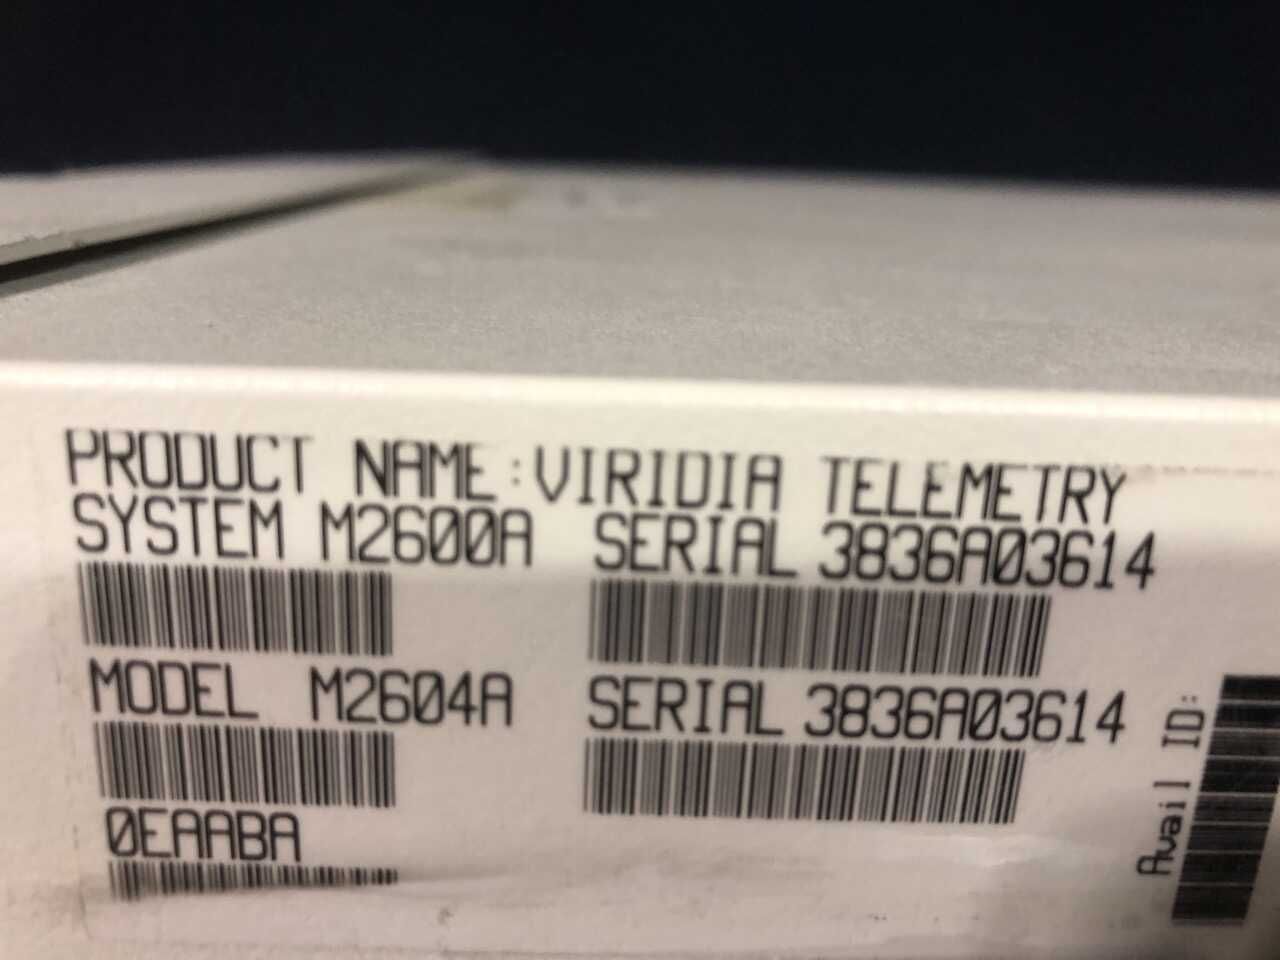 PRODUCT NAME:VIRIDIA TELEMETRY
SYSTEM M2600A SERIAL 3836A03614
MODEL M2604A SERIAL 3836A03614
0EAABA
Avail ID: